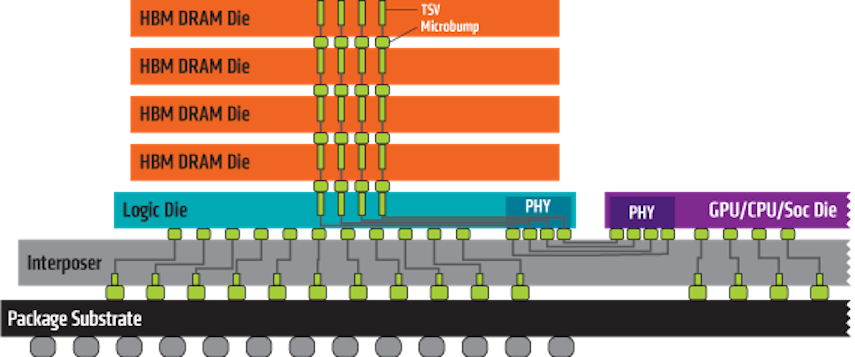 HBM DRAM Die
TSV
Microbump
HBM DRAM Die
HBM DRAM Die
HBM DRAM Die
Logic Die
PHY
PHY
GPU/CPU/Soc Die
Interposer
Package Substrate